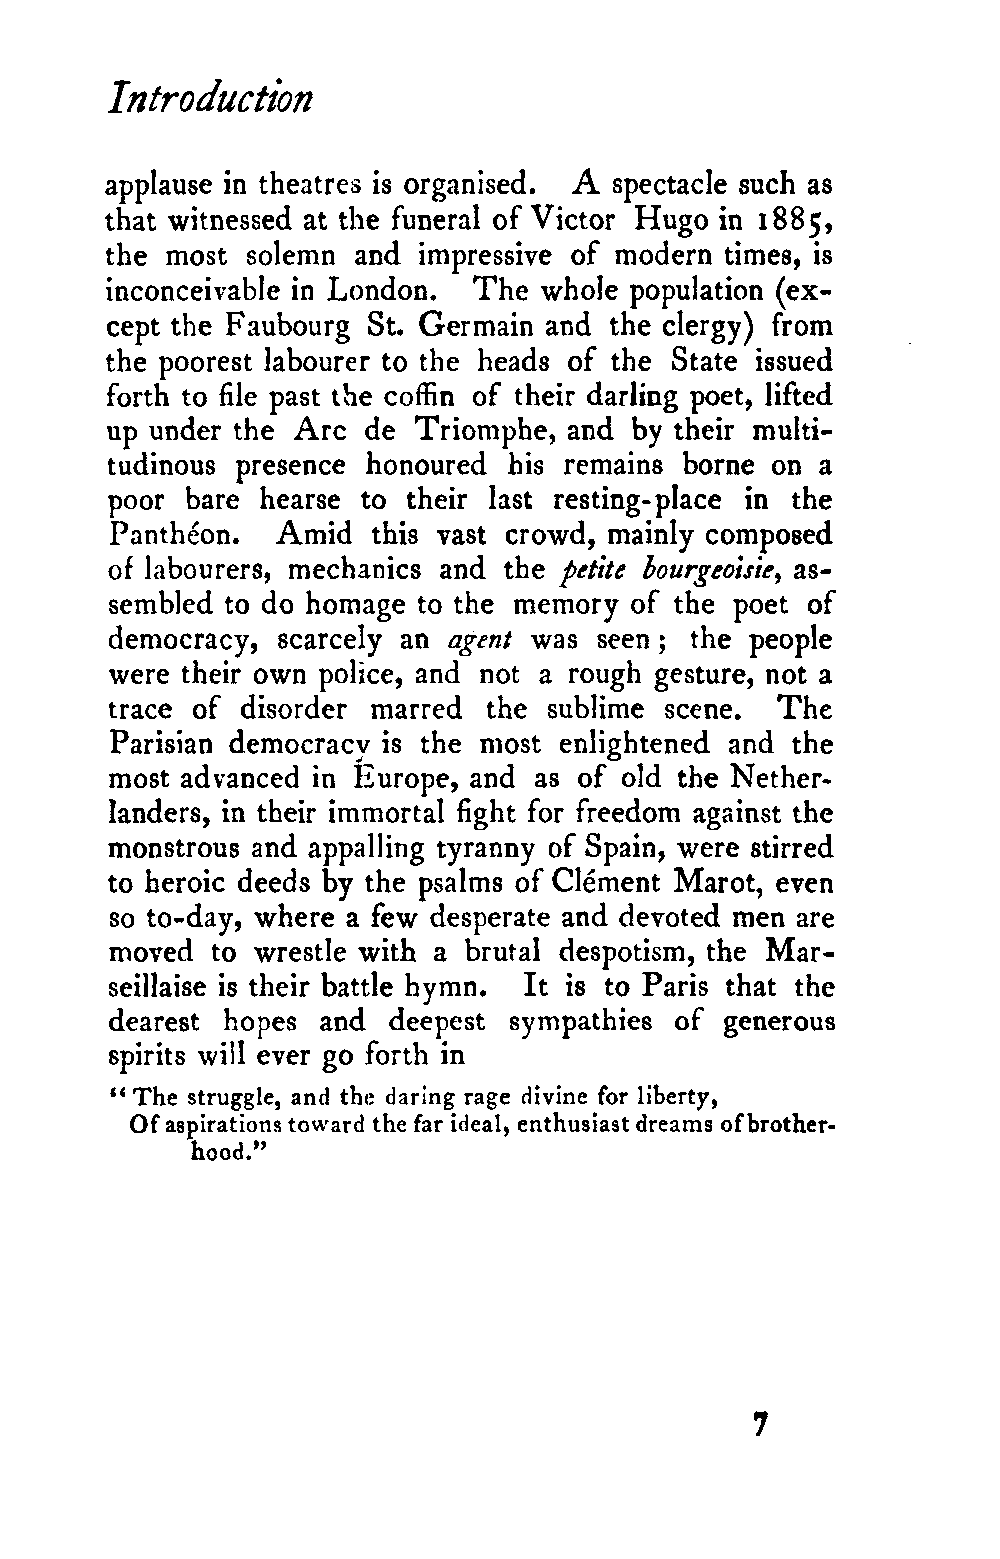 Introduction
applause in theatres is organised. A spectacle such as
that witnessed at the funeral of Victor Hugo in 1885,
the most solemn and impressive of modern times, is
inconceivable in London. The whole population (ex-
cept the Faubourg St. Germain and the clergy) from
the poorest labourer to the heads of the State issued
forth to file past the coffin of their darling poet, lifted
up under the Arc de Triomphe, and by their multi-
tudinous presence honoured his remains borne on a
poor bare hearse to their last resting-place in the
Panthéon. Amid this vast crowd, mainly composed
of labourers, mechanics and the petite bourgeoisie, as-
sembled to do homage to the memory of the poet of
democracy, scarcely an agent was seen; the people
were their own police, and not a rough gesture, not a
trace of disorder marred the sublime scene. The
Parisian democracy is the most enlightened and the
most advanced in Europe, and as of old the Nether-
landers, in their immortal fight for freedom against the
monstrous and appalling tyranny of Spain, were stirred
to heroic deeds by the psalms of Clément Marot, even
so to-day, where a few desperate and devoted men are
moved to wrestle with a brutal despotism, the Mar-
seillaise is their battle hymn. It is to Paris that the
dearest hopes and deepest sympathies of generous
spirits will ever go forth in
"The struggle, and the daring rage divine for liberty,
Of aspirations toward the far ideal, enthusiast dreams of brother-
hood."
7